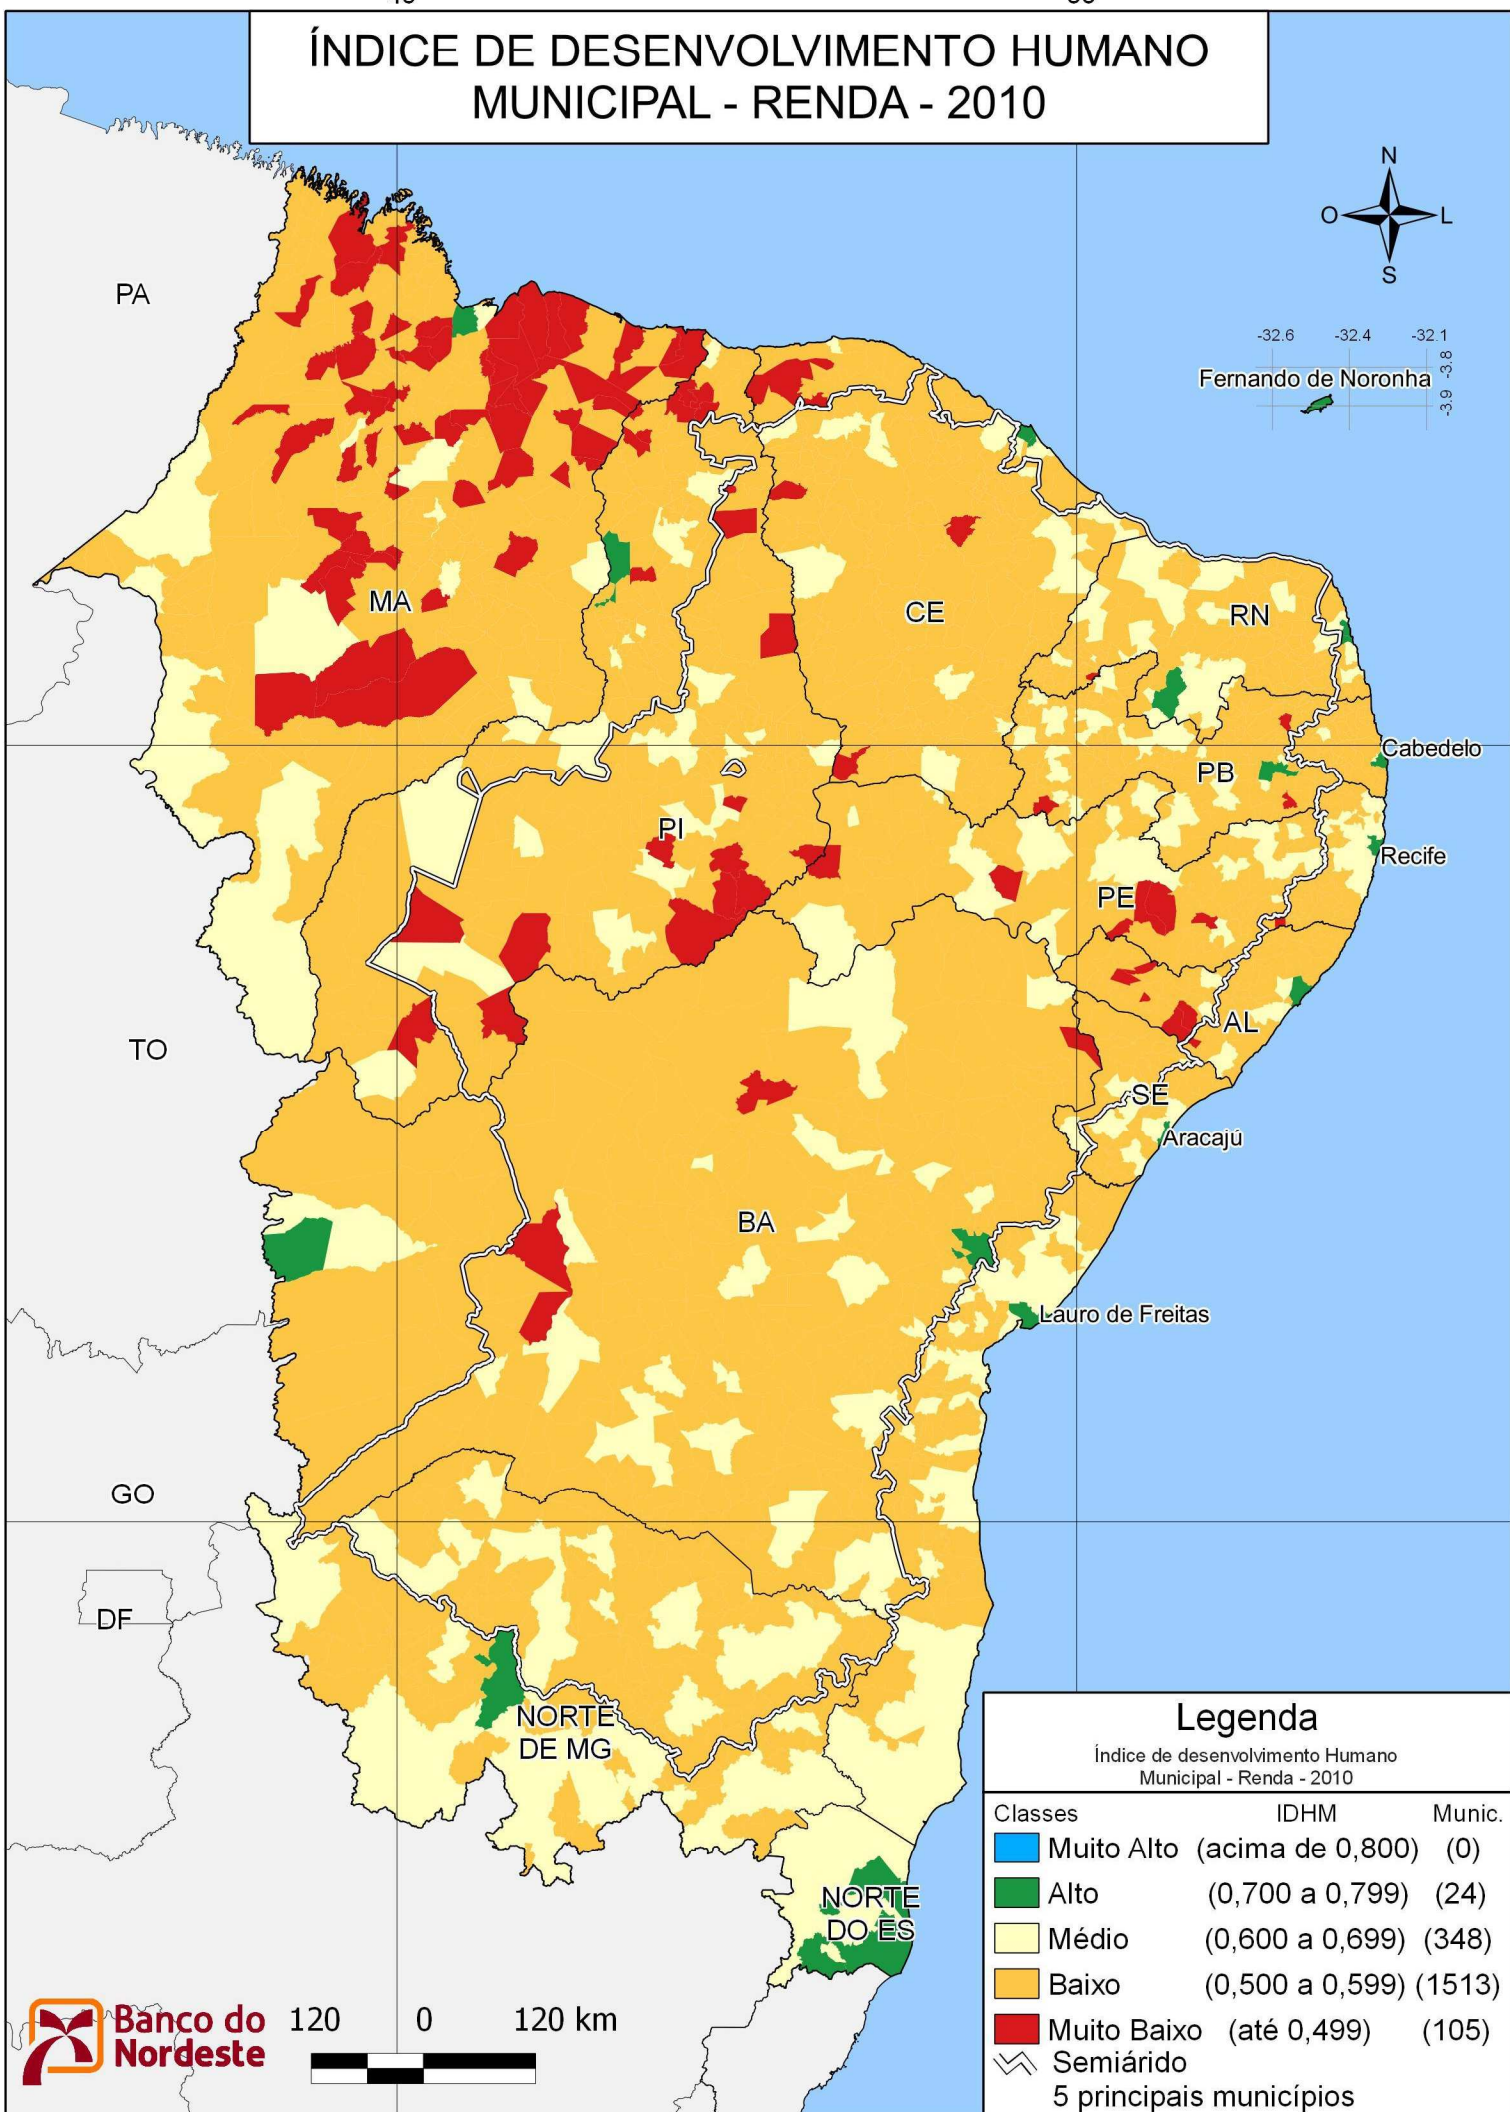 ÍNDICE DE DESENVOLVIMENTO HUMANO
MUNICIPAL - RENDA - 2010
N
O
L
S
PA
-32.6
-32.4
-32.1
-3.8
-3.9
Fernando de Noronha
MA
CE
RN
Cabedelo
PB
PI
Recife
PE
TO
AL
SE
Aracajú
BA
Lauro de Freitas
GO
DF
NORTE
DE MG
NORTE
DO ES
Legenda
Índice de desenvolvimento Humano
Municipal - Renda - 2010
Classes IDHM Munic.
Muito Alto (acima de 0,800) (0)
Alto (0,700 a 0,799) (24)
Médio (0,600 a 0,699) (348)
Baixo (0,500 a 0,599) (1513)
Muito Baixo (até 0,499) (105)
Semiárido
5 principais municípios
Banco do
Nordeste
120 0 120 km